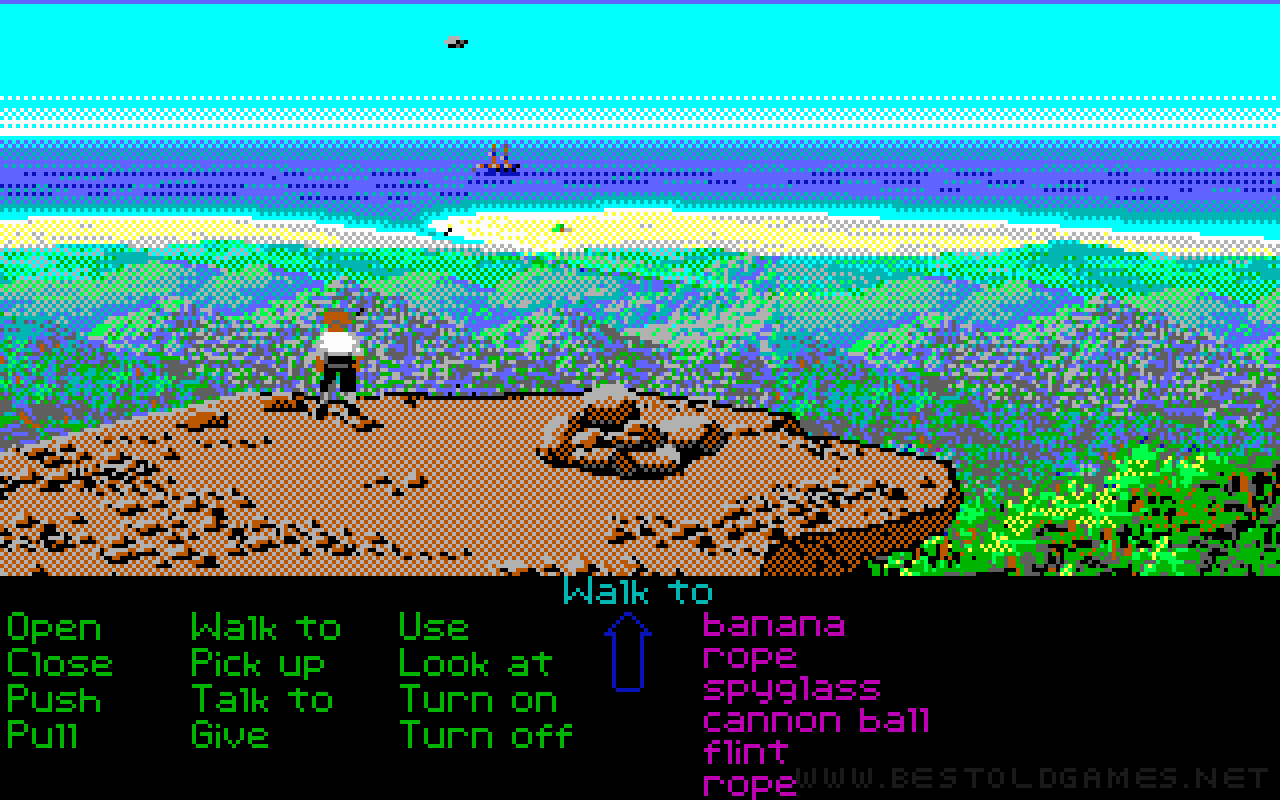 Walk to
Open Walk to Use
Close Pick up Look at
Push Talk to Turn on
Pull Give Turn off
banana
rope
spyglass
cannon ball
flint
rope
WWW.BESTOLDGAMES.NET